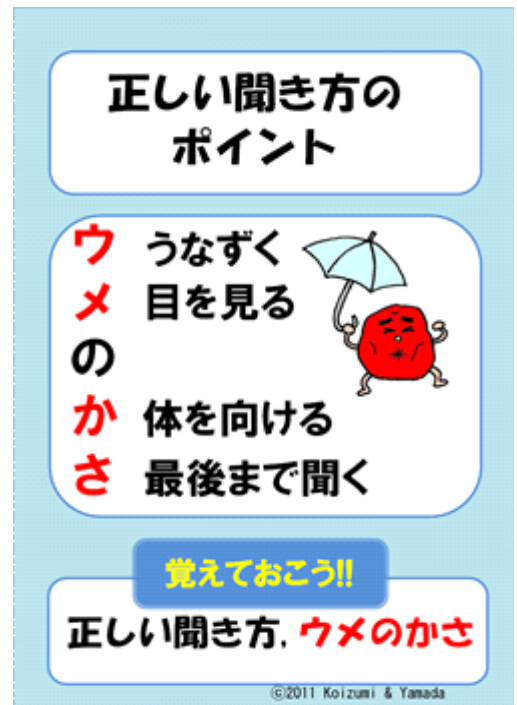 正しい聞き方の
ポイント
ウ うなずく
メ 目を見る
の
か 体を向ける
さ 最後まで聞く
覚えておこう!!
正しい聞き方,ウメのかさ
©2011 Koizumi & Yamada